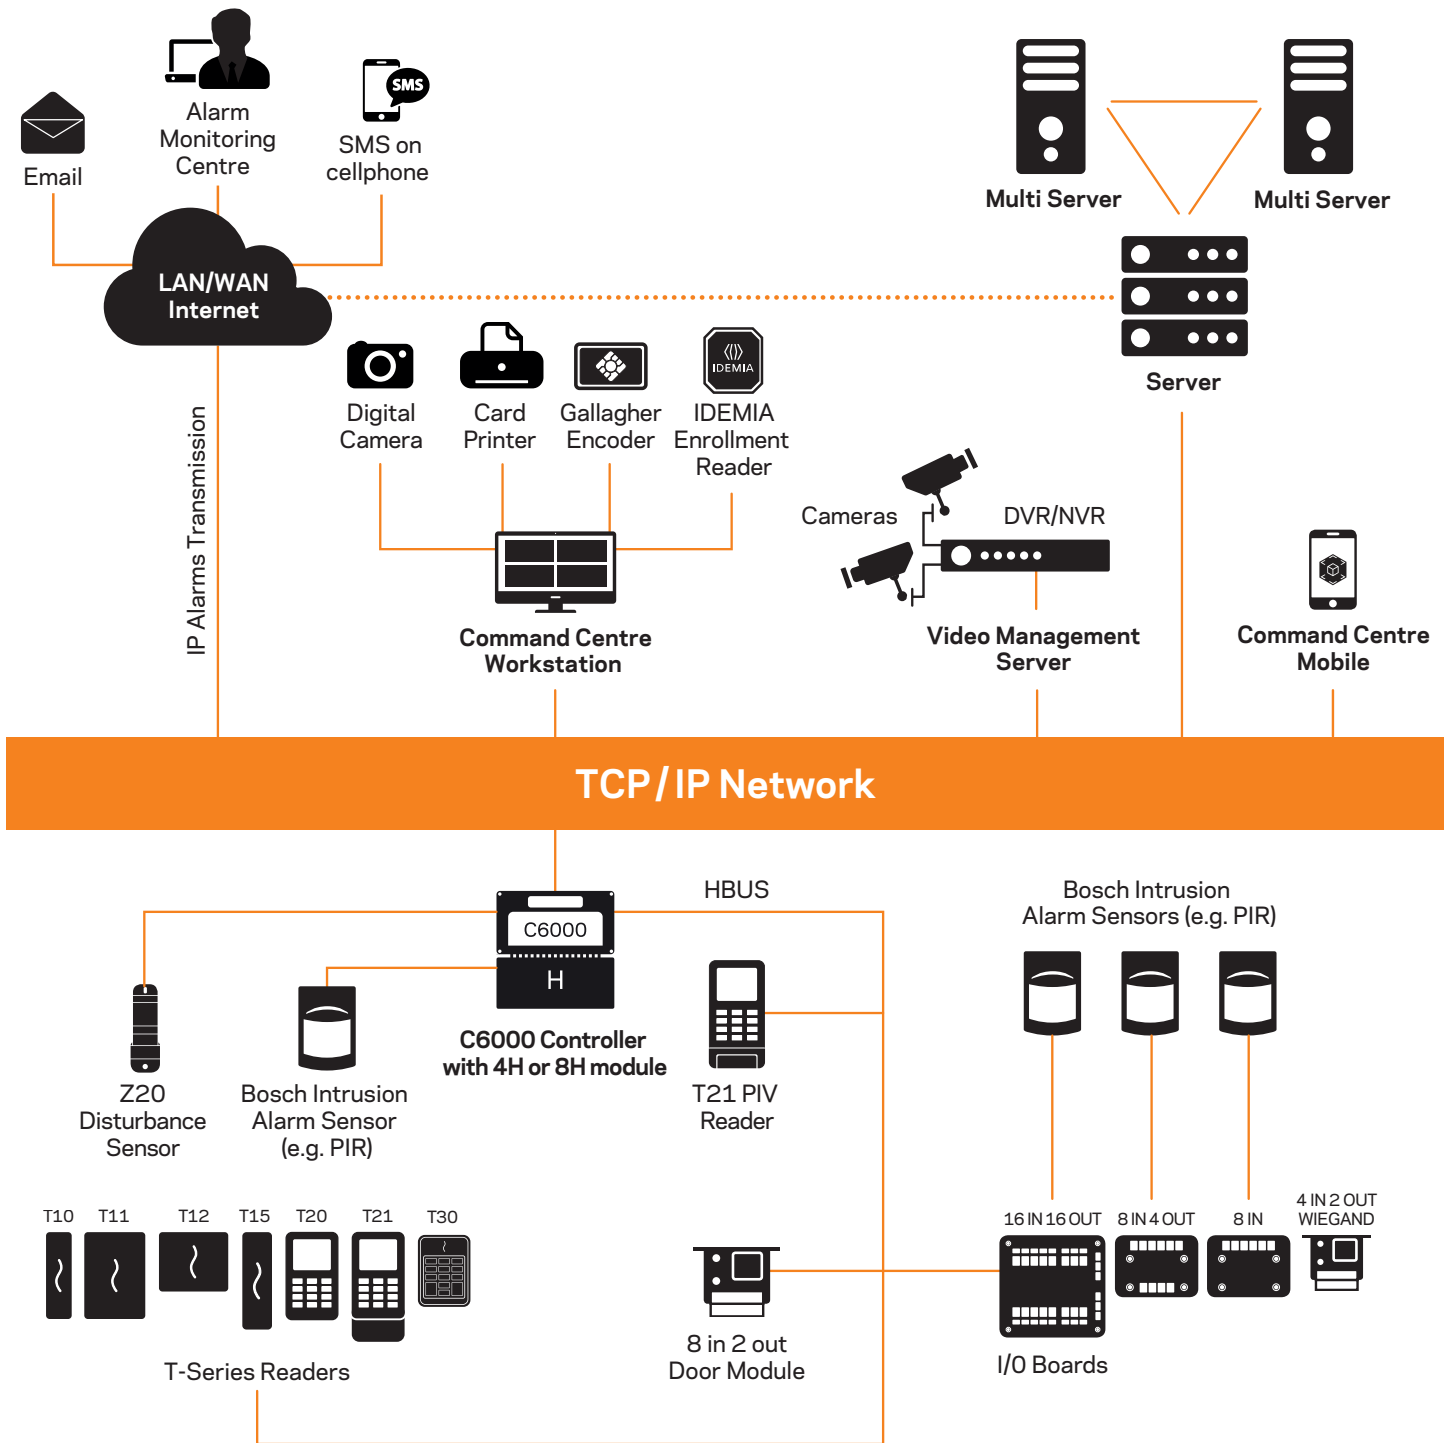 SMS
Alarm
Monitoring
Centre
SMS on
cellphone
Email
Multi Server
Multi Server
LAN/WAN
Internet
IDEMIA
Server
Digital
Camera
Card
Printer
Gallagher
Encoder
IDEMIA
Enrollment
Reader
IP Alarms Transmission
Cameras
DVR/NVR
Command Centre
Workstation
Video Management
Server
Command Centre
Mobile
TCP/IP Network
HBUS
C6000
H
C6000 Controller
with 4H or 8H module
Bosch Intrusion
Alarm Sensors (e.g. PIR)
Z20
Disturbance
Sensor
Bosch Intrusion
Alarm Sensor
(e.g. PIR)
T21 PIV
Reader
T10
T11
T12
T15
T20
T21
T30
T-Series Readers
8 in 2 out
Door Module
16 IN 16 OUT
8 IN 4 OUT
8 IN
4 IN 2 OUT
WIEGAND
I/O Boards